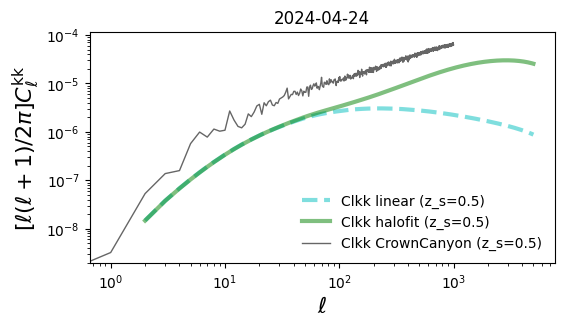 2024-04-24
[ℓ(ℓ + 1)/2π]C_ℓ^{κκ}
10⁻⁴
10⁻⁵
10⁻⁶
10⁻⁷
10⁻⁸
Clkk linear (z_s=0.5)
Clkk halofit (z_s=0.5)
Clkk CrownCanyon (z_s=0.5)
10⁰ 10¹ 10² 10³
ℓ